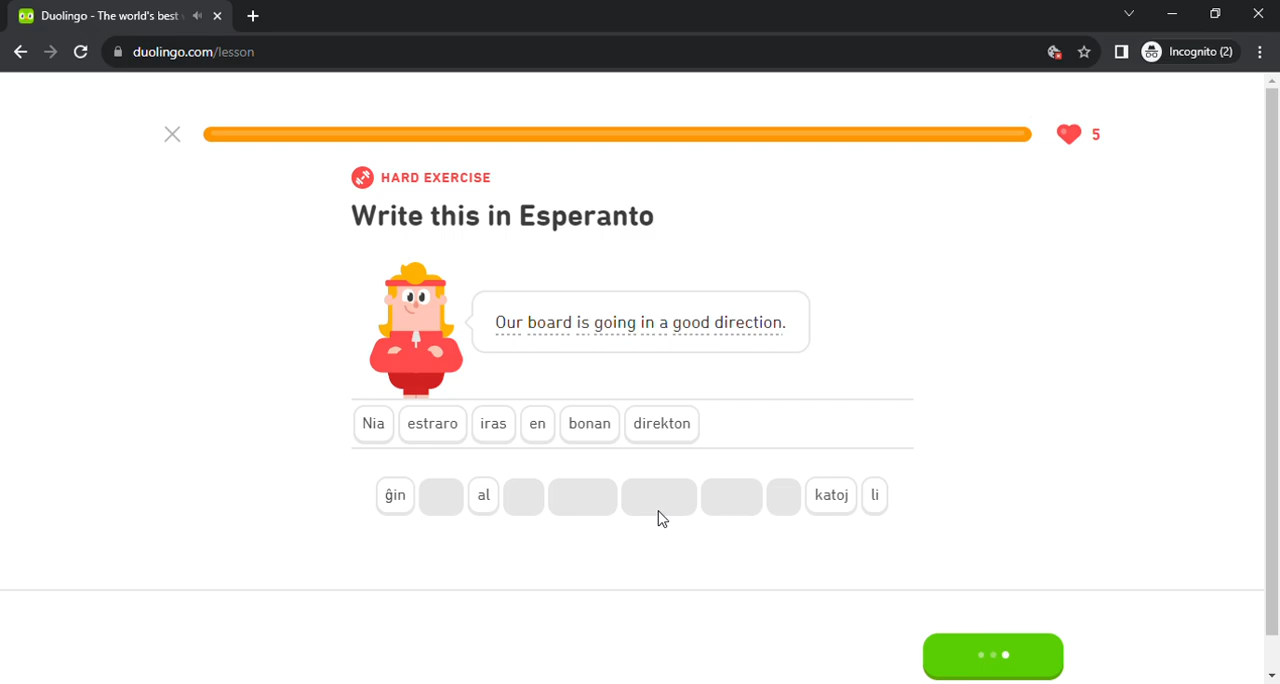 Duolingo - The world's best
duolingo.com/lesson
Incognito (2)
5
HARD EXERCISE
Write this in Esperanto
Our board is going in a good direction.
Nia estraro iras en bonan direkton
ĝin al katoj li